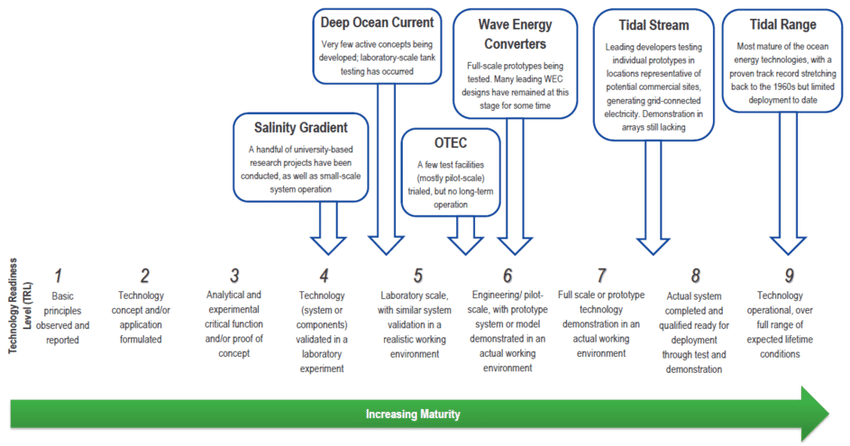 Deep Ocean Current
Very few active concepts being
developed; laboratory-scale tank
testing has occurred
Wave Energy
Converters
Full-scale prototypes being
tested. Many leading WEC
designs have remained at this
stage for some time
Tidal Stream
Leading developers testing
individual prototypes in
locations representative of
potential commercial sites,
generating grid-connected
electricity. Demonstration in
arrays still lacking
Tidal Range
Most mature of the ocean
energy technologies, with a
proven track record stretching
back to the 1960s but limited
deployment to date
Salinity Gradient
A handful of university-based
research projects have been
conducted, as well as small-scale
system operation
OTEC
A few test facilities
(mostly pilot-scale)
trialed, but no long-term
operation
Technology Readiness
Level (TRL)
1
Basic
principles
observed and
reported
2
Technology
concept and/or
application
formulated
3
Analytical and
experimental
critical function
and/or proof of
concept
4
Technology
(system or
components)
validated in a
laboratory
experiment
5
Laboratory scale,
with similar system
validation in a
realistic working
environment
6
Engineering/ pilot-
scale, with prototype
system or model
demonstrated in an
actual working
environment
7
Full scale or prototype
technology
demonstration in an
actual working
environment
8
Actual system
completed and
qualified ready for
deployment
through test and
demonstration
9
Technology
operational, over
full range of
expected lifetime
conditions
Increasing Maturity